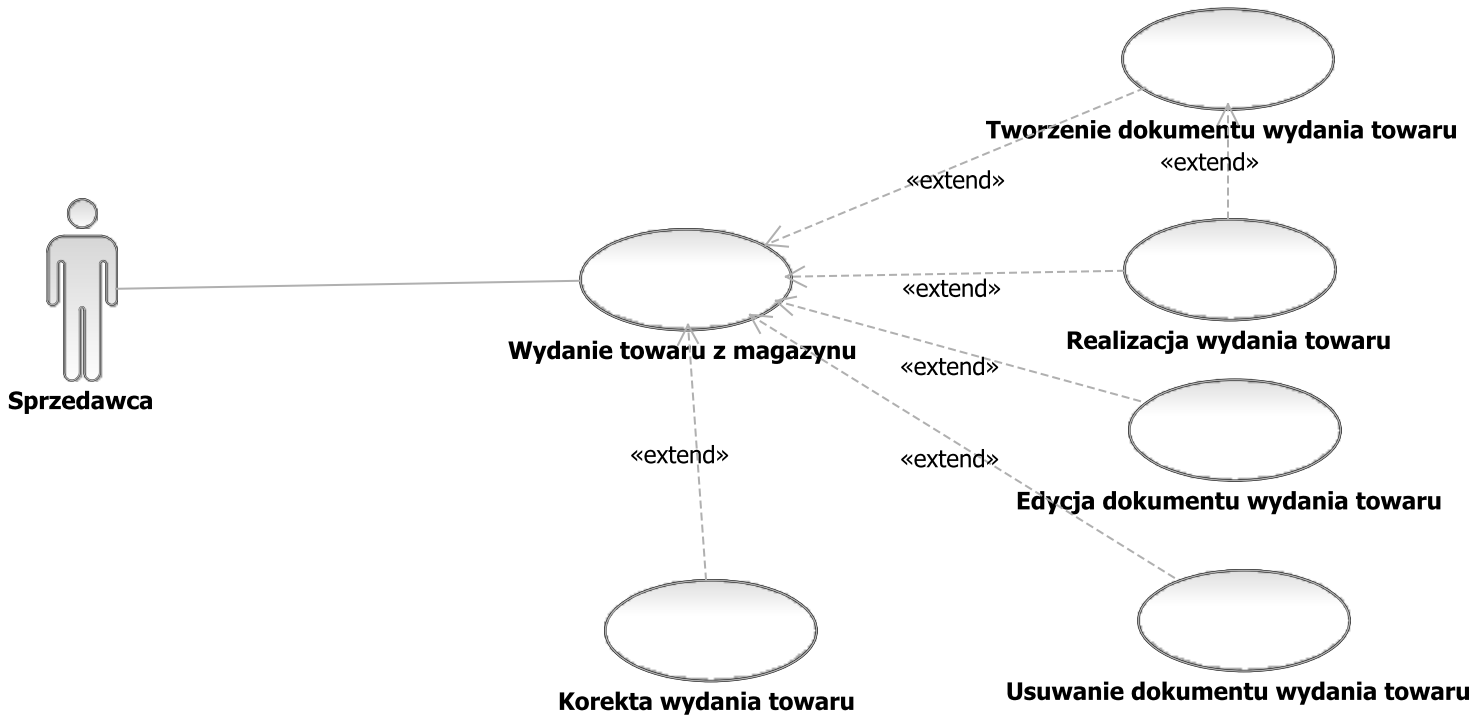 Tworzenie dokumentu wydania towaru
«extend»
«extend»
«extend»
Realizacja wydania towaru
Wydanie towaru z magazynu
«extend»
Sprzedawca
«extend»
«extend»
Edycja dokumentu wydania towaru
Usuwanie dokumentu wydania towaru
Korekta wydania towaru